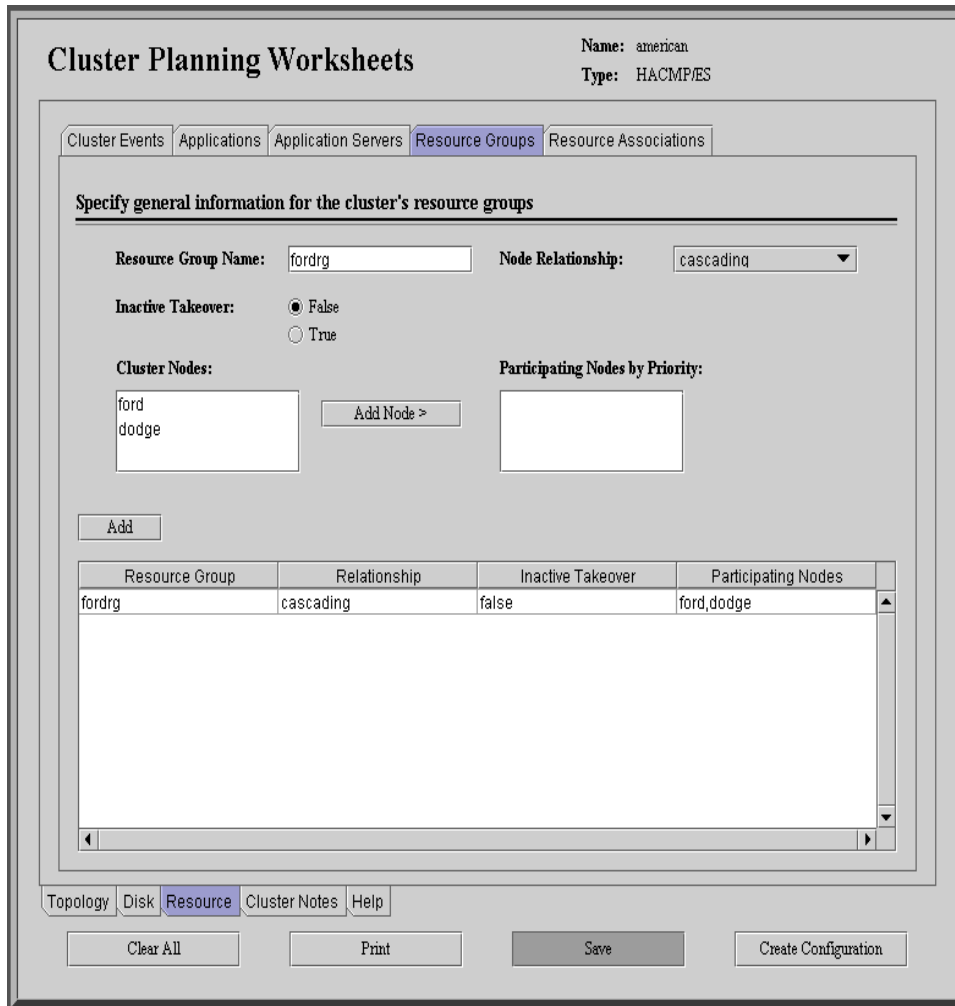 Cluster Planning Worksheets
Name: american
Type: HACMP/ES
Cluster Events Applications Application Servers Resource Groups Resource Associations
Specify general information for the cluster's resource groups
Resource Group Name: fordrg Node Relationship: cascading
Inactive Takeover: False
True
Cluster Nodes: Participating Nodes by Priority:
ford
dodge
Add Node >
Add
Resource Group Relationship Inactive Takeover Participating Nodes
fordrg cascading false ford,dodge
Topology Disk Resource Cluster Notes Help
Clear All Print Save Create Configuration